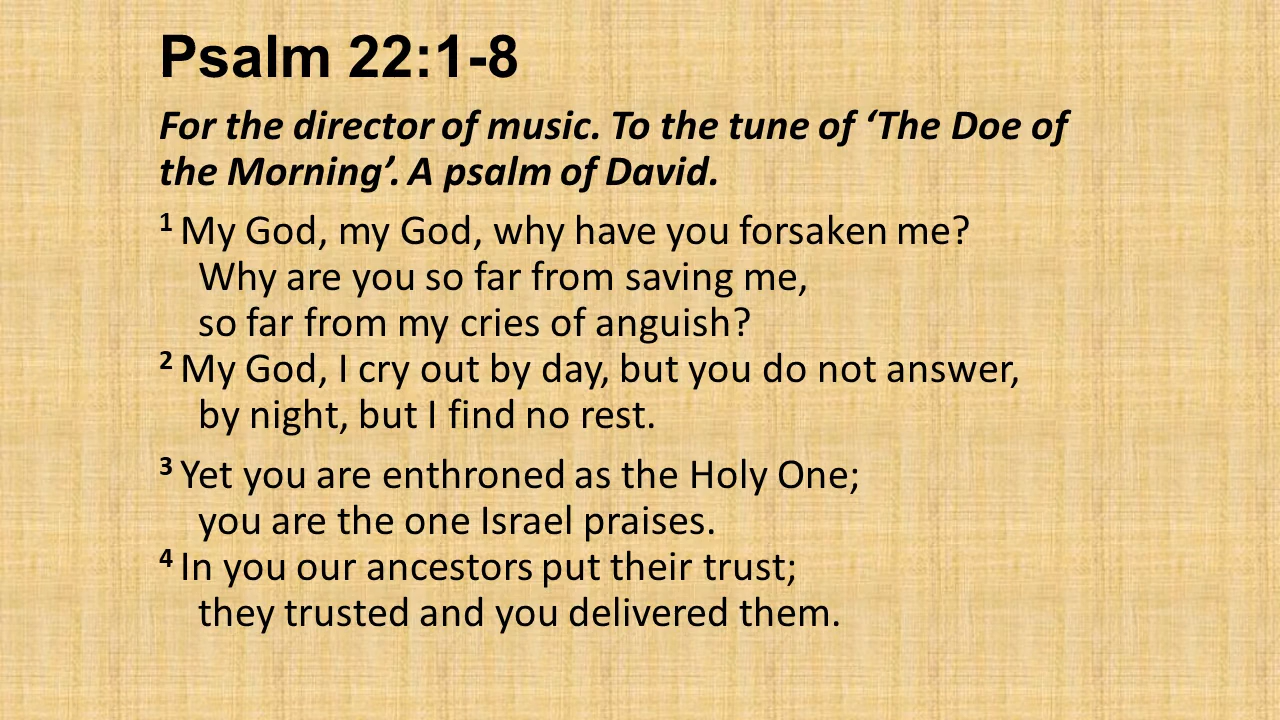 Psalm 22:1-8
For the director of music. To the tune of ‘The Doe of
the Morning’. A psalm of David.
1 My God, my God, why have you forsaken me?
Why are you so far from saving me,
so far from my cries of anguish?
2 My God, I cry out by day, but you do not answer,
by night, but I find no rest.
3 Yet you are enthroned as the Holy One;
you are the one Israel praises.
4 In you our ancestors put their trust;
they trusted and you delivered them.